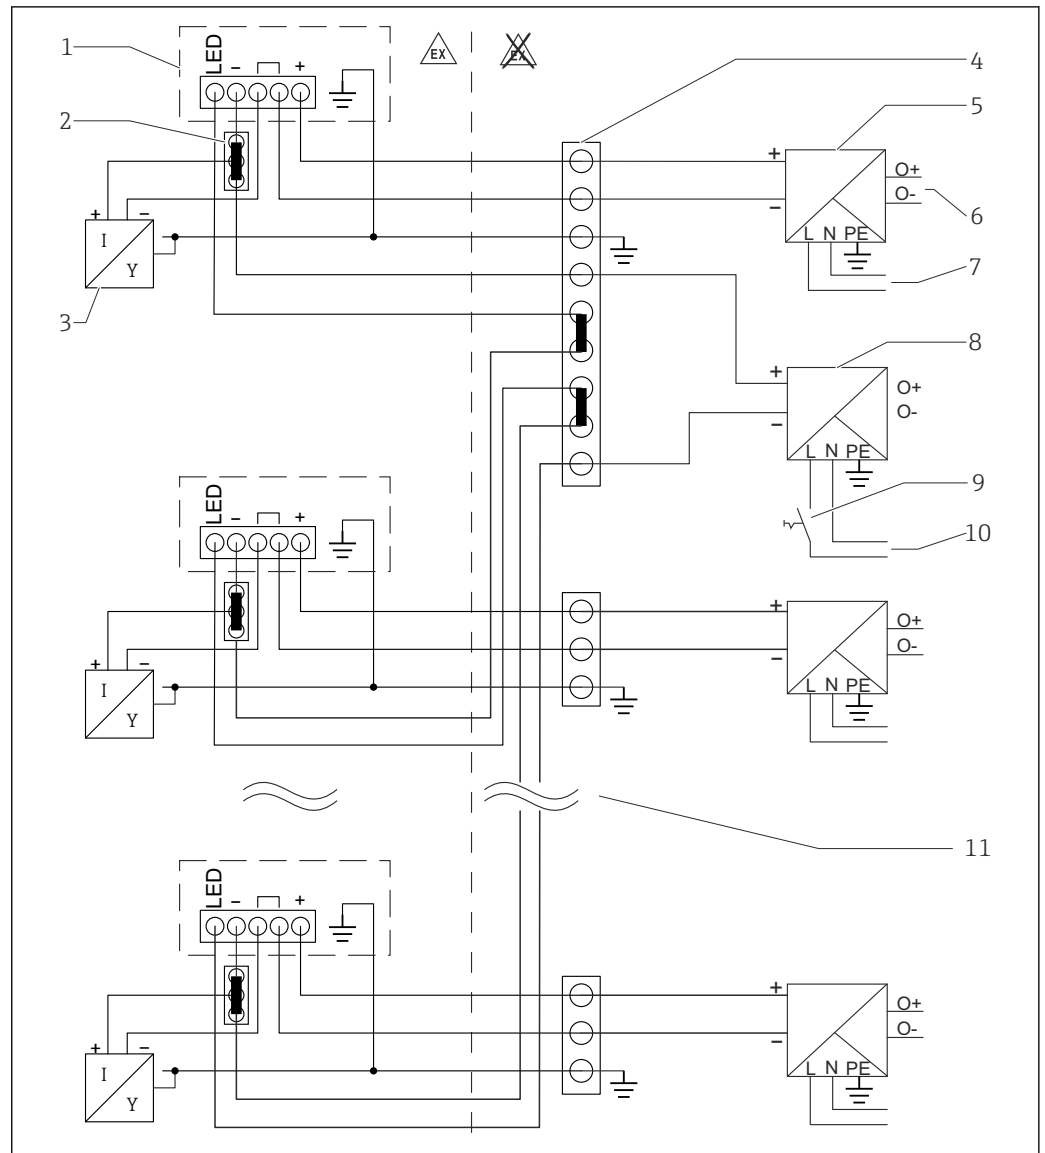 1
LED
- +
EX
EX
4
2
5
+
-
O+
O-
6
+ -
I
Y
L N PE
7
3
8
+
-
O+
O-
L N PE
9
10
LED
- +
+
-
O+
O-
+ -
I
Y
L N PE
11
LED
- +
+
-
O+
O-
+ -
I
Y
L N PE